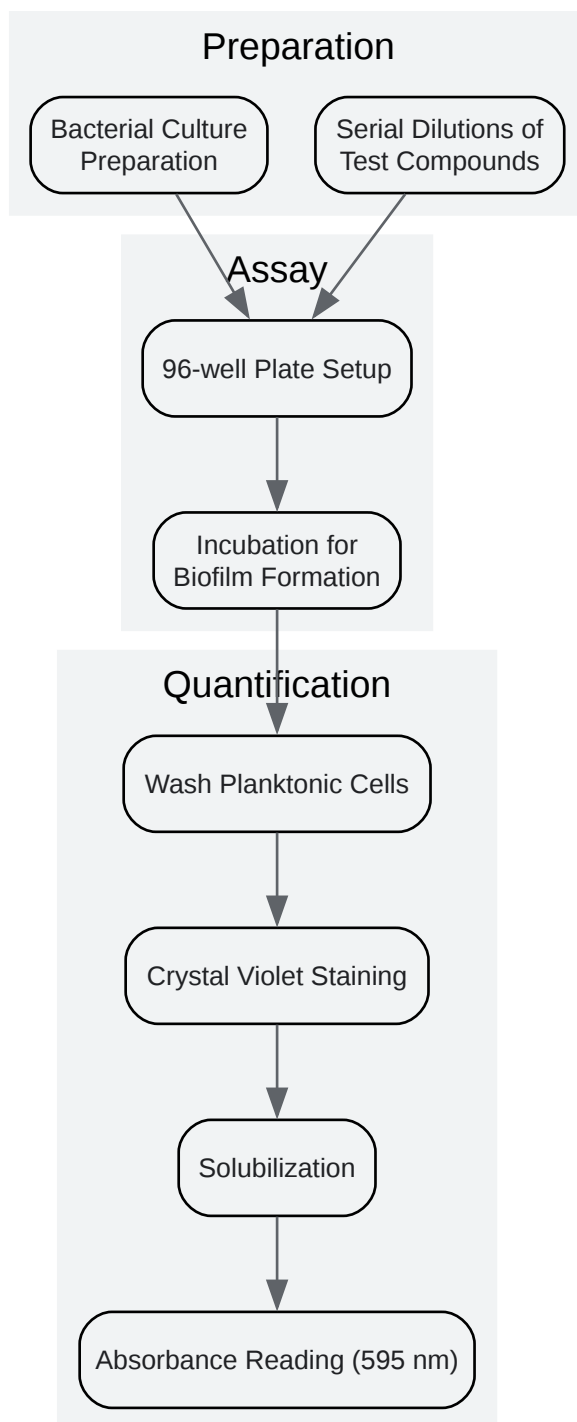 Preparation
Bacterial Culture
Preparation
Serial Dilutions of
Test Compounds
Assay
96-well Plate Setup
Incubation for
Biofilm Formation
Quantification
Wash Planktonic Cells
Crystal Violet Staining
Solubilization
Absorbance Reading (595 nm)